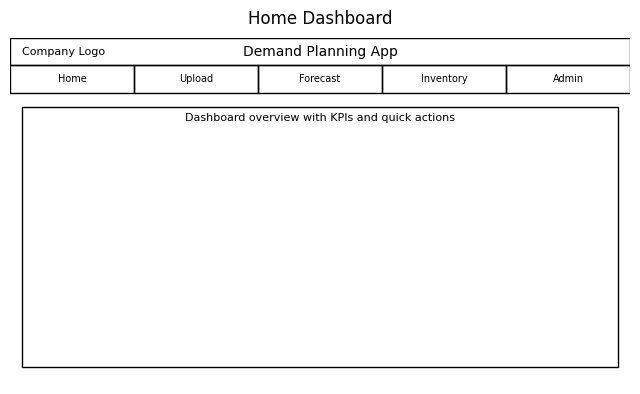 Home Dashboard
Company Logo
Demand Planning App
Home Upload Forecast Inventory Admin
Dashboard overview with KPIs and quick actions